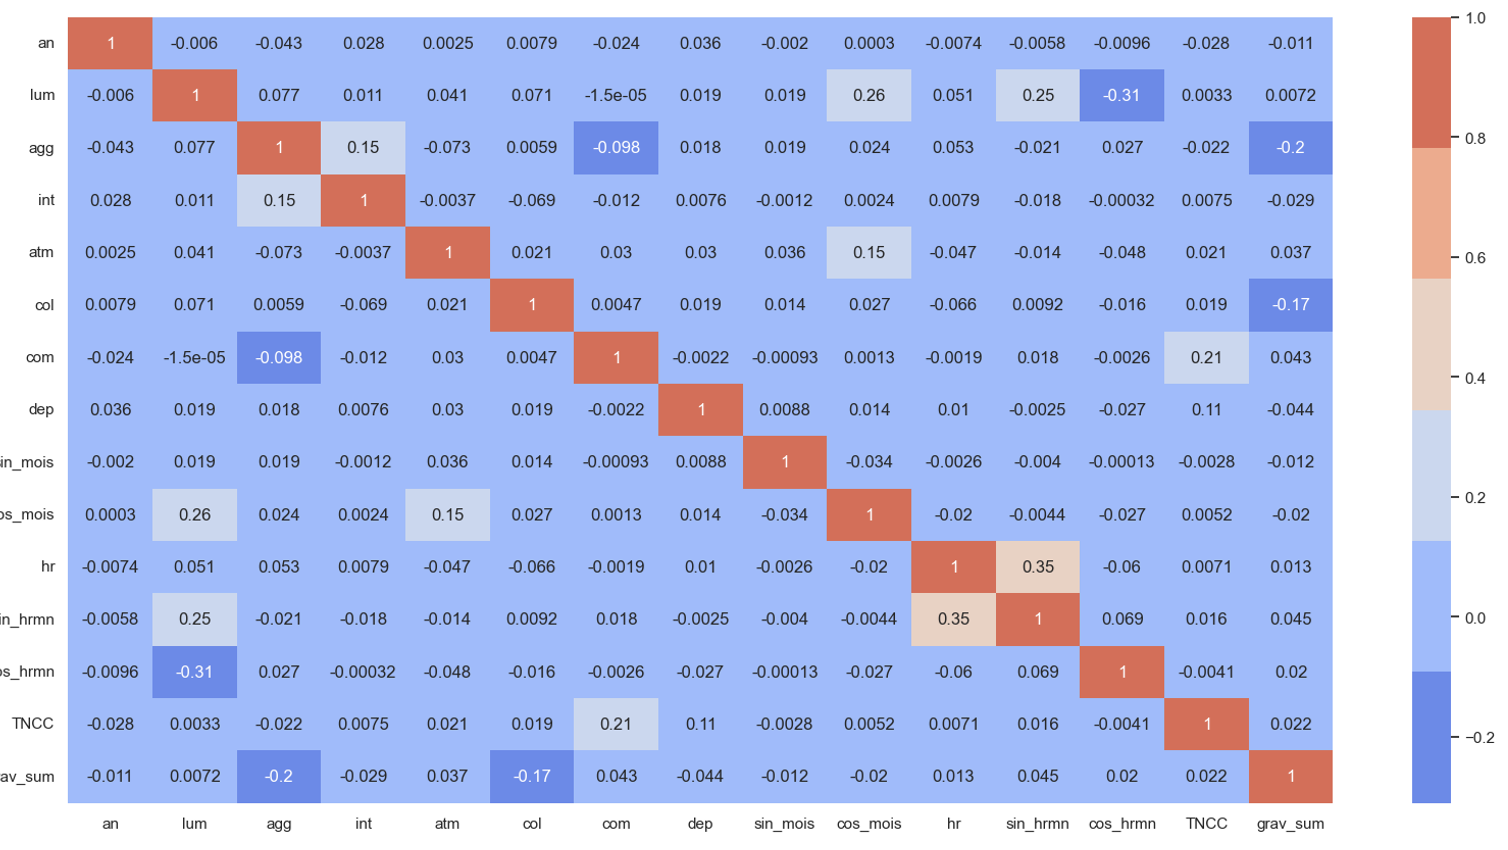 an 1 -0.006 -0.043 0.028 0.0025 0.0079 -0.024 0.036 -0.002 0.0003 -0.0074 -0.0058 -0.0096 -0.028 -0.011
lum -0.006 1 0.077 0.011 0.041 0.071 -1.5e-05 0.019 0.019 0.26 0.051 0.25 -0.31 0.0033 0.0072
agg -0.043 0.077 1 0.15 -0.073 0.0059 -0.098 0.018 0.019 0.024 0.053 -0.021 0.027 -0.022 -0.2
int 0.028 0.011 0.15 1 -0.0037 -0.069 -0.012 0.0076 -0.0012 0.0024 0.0079 -0.018 -0.00032 0.0075 -0.029
atm 0.0025 0.041 -0.073 -0.0037 1 0.021 0.03 0.03 0.036 0.15 -0.047 -0.014 -0.048 0.021 0.037
col 0.0079 0.071 0.0059 -0.069 0.021 1 0.0047 0.019 0.014 0.027 -0.066 0.0092 -0.016 0.019 -0.17
com -0.024 -1.5e-05 -0.098 -0.012 0.03 0.0047 1 -0.0022 -0.00093 0.0013 -0.0019 0.018 -0.0026 0.21 0.043
dep 0.036 0.019 0.018 0.0076 0.03 0.019 -0.0022 1 0.0088 0.014 0.01 -0.0025 -0.027 0.11 -0.044
in_mois -0.002 0.019 0.019 -0.0012 0.036 0.014 -0.00093 0.0088 1 -0.034 -0.0026 -0.004 -0.00013 -0.0028 -0.012
os_mois 0.0003 0.26 0.024 0.0024 0.15 0.027 0.0013 0.014 -0.034 1 -0.02 -0.0044 -0.027 0.0052 -0.02
hr -0.0074 0.051 0.053 0.0079 -0.047 -0.066 -0.0019 0.01 -0.0026 -0.02 1 0.35 -0.06 0.0071 0.013
in_hrmn -0.0058 0.25 -0.021 -0.018 -0.014 0.0092 0.018 -0.0025 -0.004 -0.0044 0.35 1 0.069 0.016 0.045
os_hrmn -0.0096 -0.31 0.027 -0.00032 -0.048 -0.016 -0.0026 -0.027 -0.00013 -0.027 -0.06 0.069 1 -0.0041 0.02
TNCC -0.028 0.0033 -0.022 0.0075 0.021 0.019 0.21 0.11 -0.0028 0.0052 0.0071 0.016 -0.0041 1 0.022
rav_sum -0.011 0.0072 -0.2 -0.029 0.037 -0.17 0.043 -0.044 -0.012 -0.02 0.013 0.045 0.02 0.022 1
an lum agg int atm col com dep sin_mois cos_mois hr sin_hrmn cos_hrmn TNCC grav_sum
1.0
0.8
0.6
0.4
0.2
0.0
−0.2